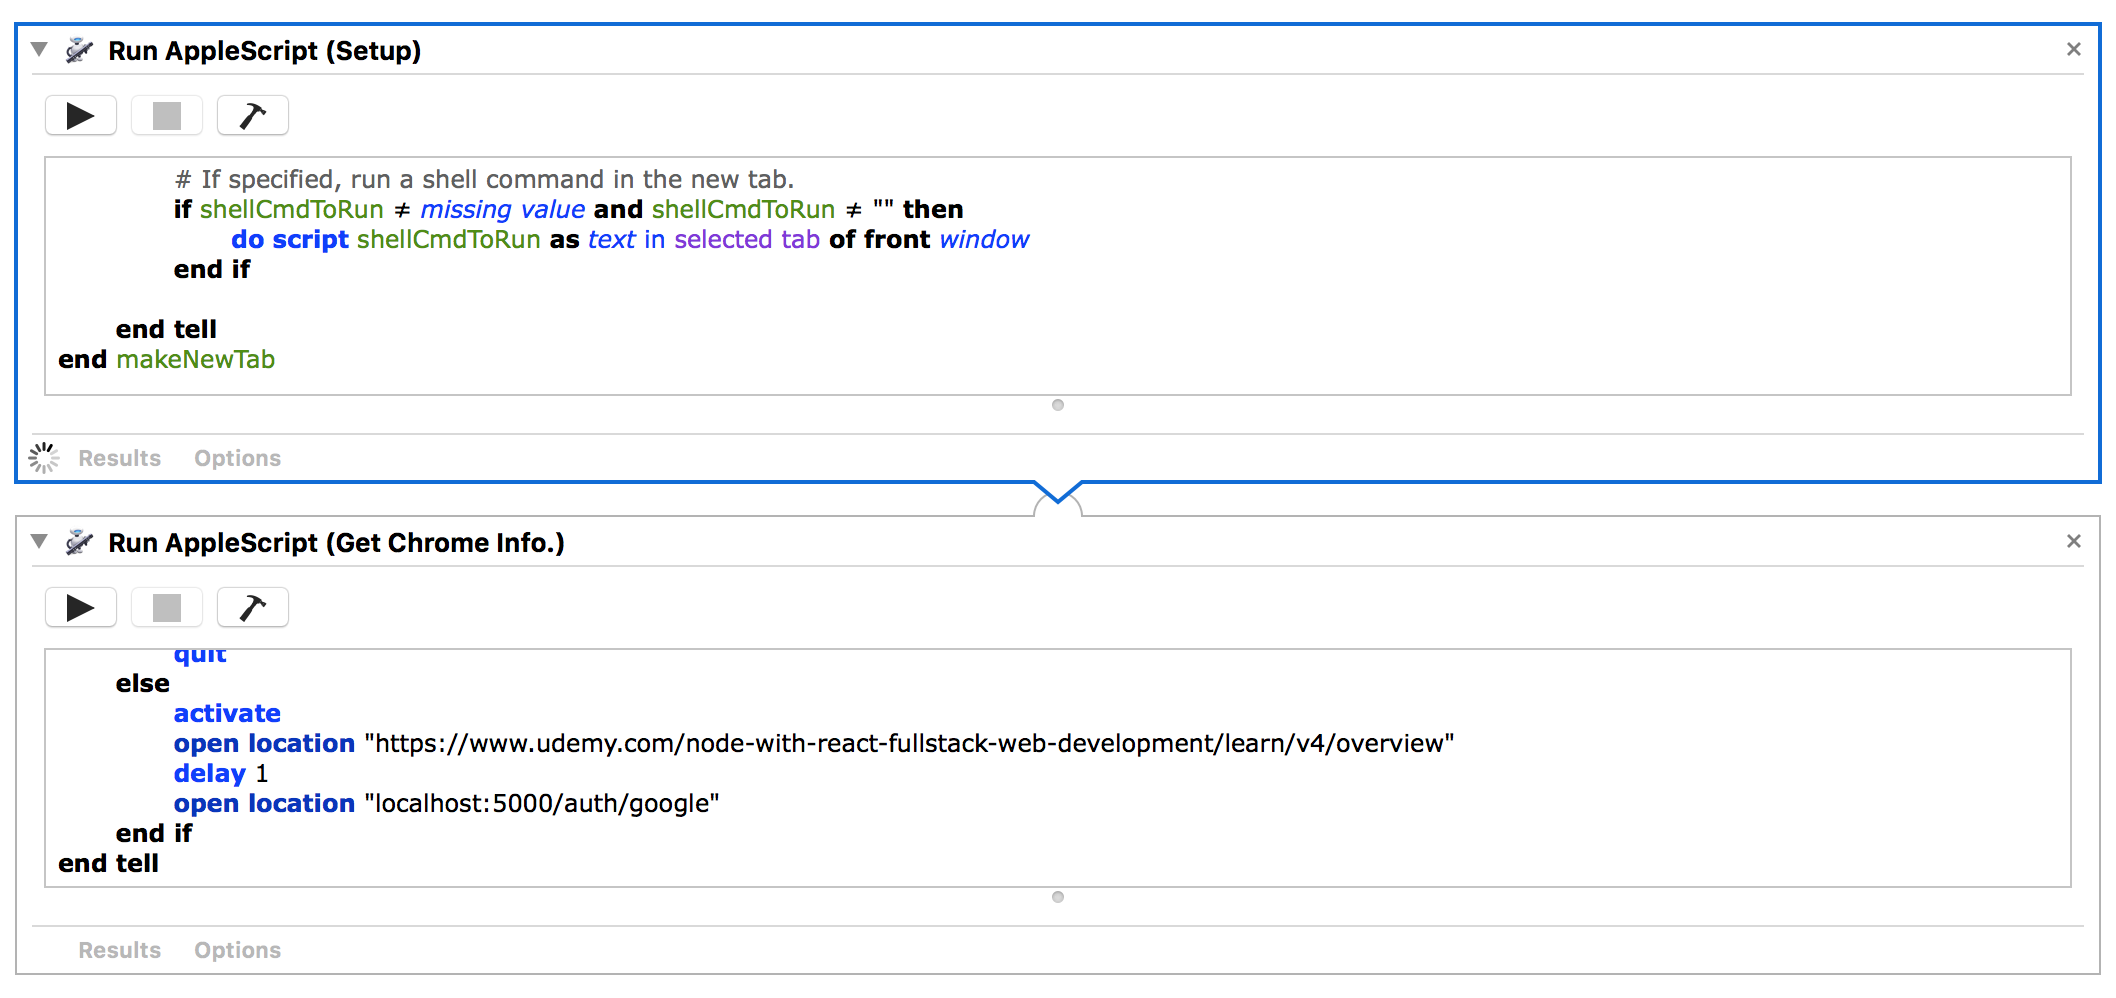 Run AppleScript (Setup)
# If specified, run a shell command in the new tab.
if shellCmdToRun ≠ missing value and shellCmdToRun ≠ "" then
do script shellCmdToRun as text in selected tab of front window
end if
end tell
end makeNewTab
Results Options
Run AppleScript (Get Chrome Info.)
quit
else
activate
open location "https://www.udemy.com/node-with-react-fullstack-web-development/learn/v4/overview"
delay 1
open location "localhost:5000/auth/google"
end if
end tell
Results Options